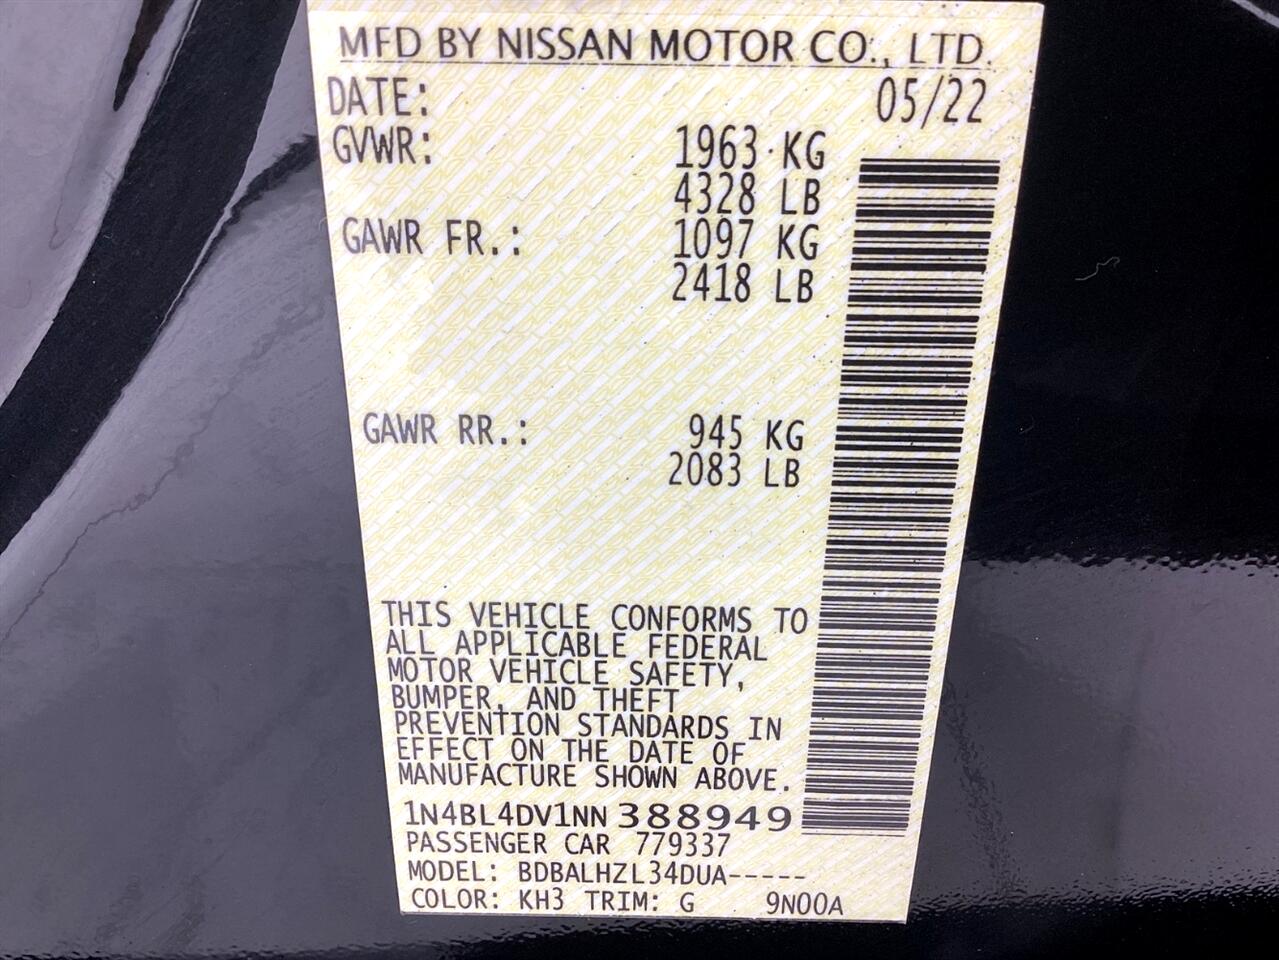 MFD BY NISSAN MOTOR CO., LTD.
DATE: 05/22
GVWR: 1963 KG
4328 LB
GAWR FR.: 1097 KG
2418 LB
GAWR RR.: 945 KG
2083 LB
THIS VEHICLE CONFORMS TO
ALL APPLICABLE FEDERAL
MOTOR VEHICLE SAFETY,
BUMPER, AND THEFT
PREVENTION STANDARDS IN
EFFECT ON THE DATE OF
MANUFACTURE SHOWN ABOVE.
1N4BL4DV1NN388949
PASSENGER CAR 779337
MODEL: BDBALHZL34DUA-----
COLOR: KH3 TRIM: G 9N00A